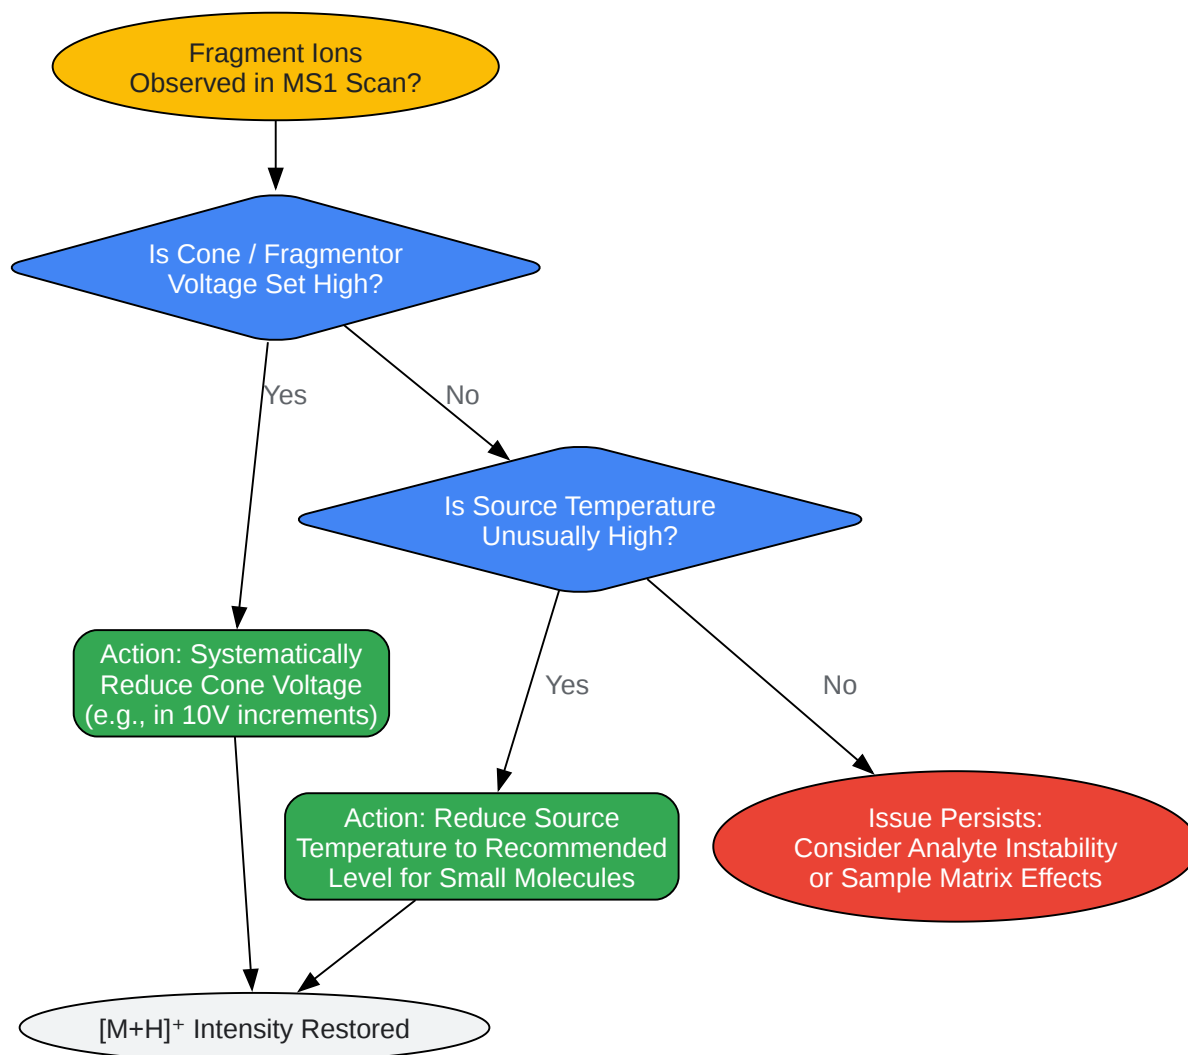 Fragment Ions
Observed in MS1 Scan?
Is Cone / Fragmentor
Voltage Set High?
Yes
No
Is Source Temperature
Unusually High?
Action: Systematically
Reduce Cone Voltage
(e.g., in 10V increments)
Yes
No
Action: Reduce Source
Temperature to Recommended
Level for Small Molecules
Issue Persists:
Consider Analyte Instability
or Sample Matrix Effects
[M+H]⁺ Intensity Restored